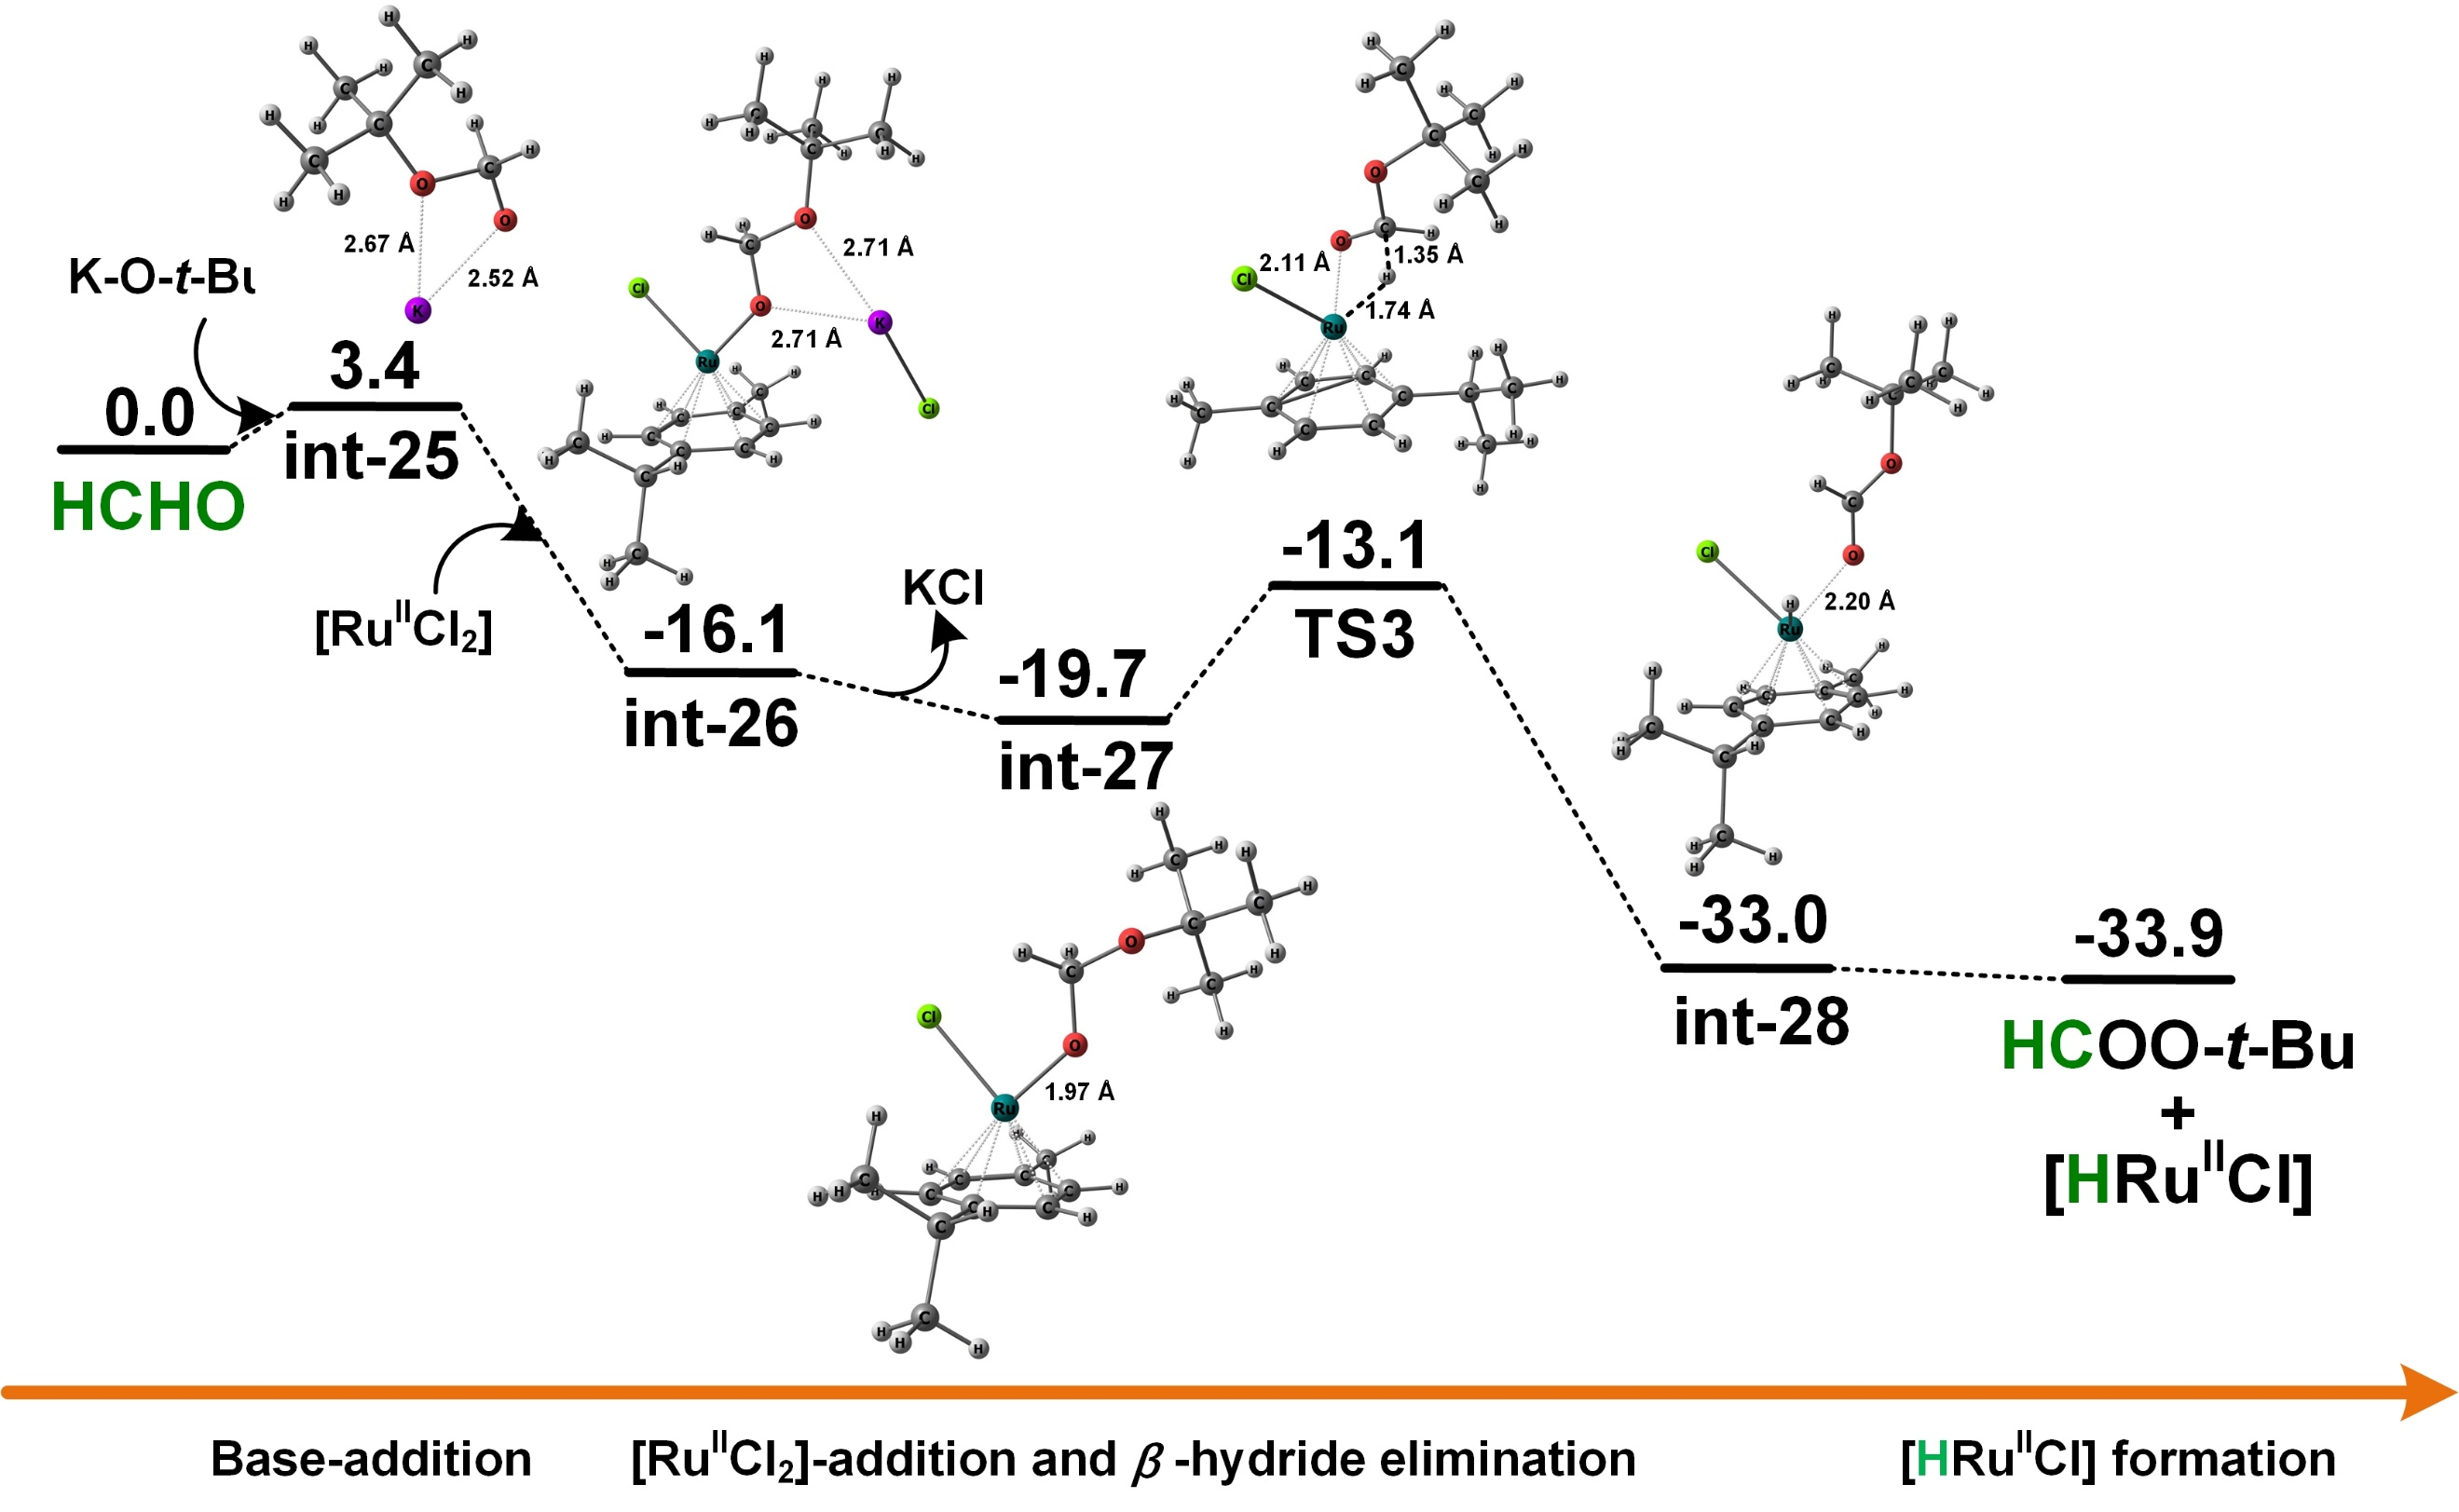 K-O-t-Bu
0.0
HCHO
2.67 Å
2.52 Å
3.4
int-25
[Ru^II Cl₂]
2.71 Å
2.71 Å
-16.1
int-26
KCl
-19.7
int-27
1.97 Å
2.11 Å
1.35 Å
1.74 Å
-13.1
TS3
2.20 Å
-33.0
int-28
-33.9
HCOO-t-Bu
+
[HRu^II Cl]
Base-addition
[Ru^II Cl₂]-addition and β-hydride elimination
[HRu^II Cl] formation